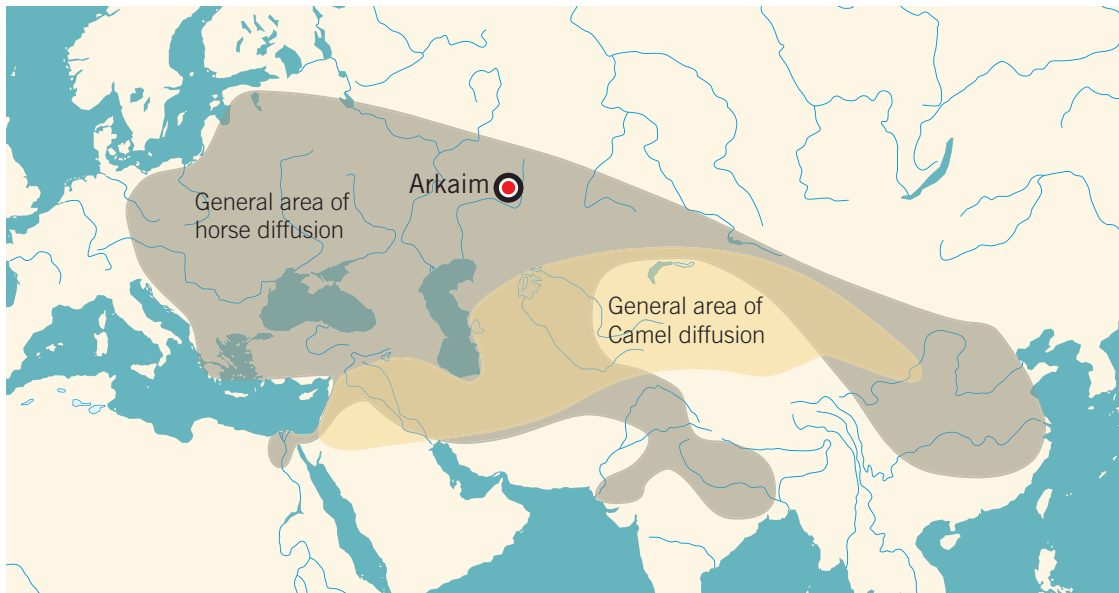 Arkaim
General area of
horse diffusion
General area of
Camel diffusion